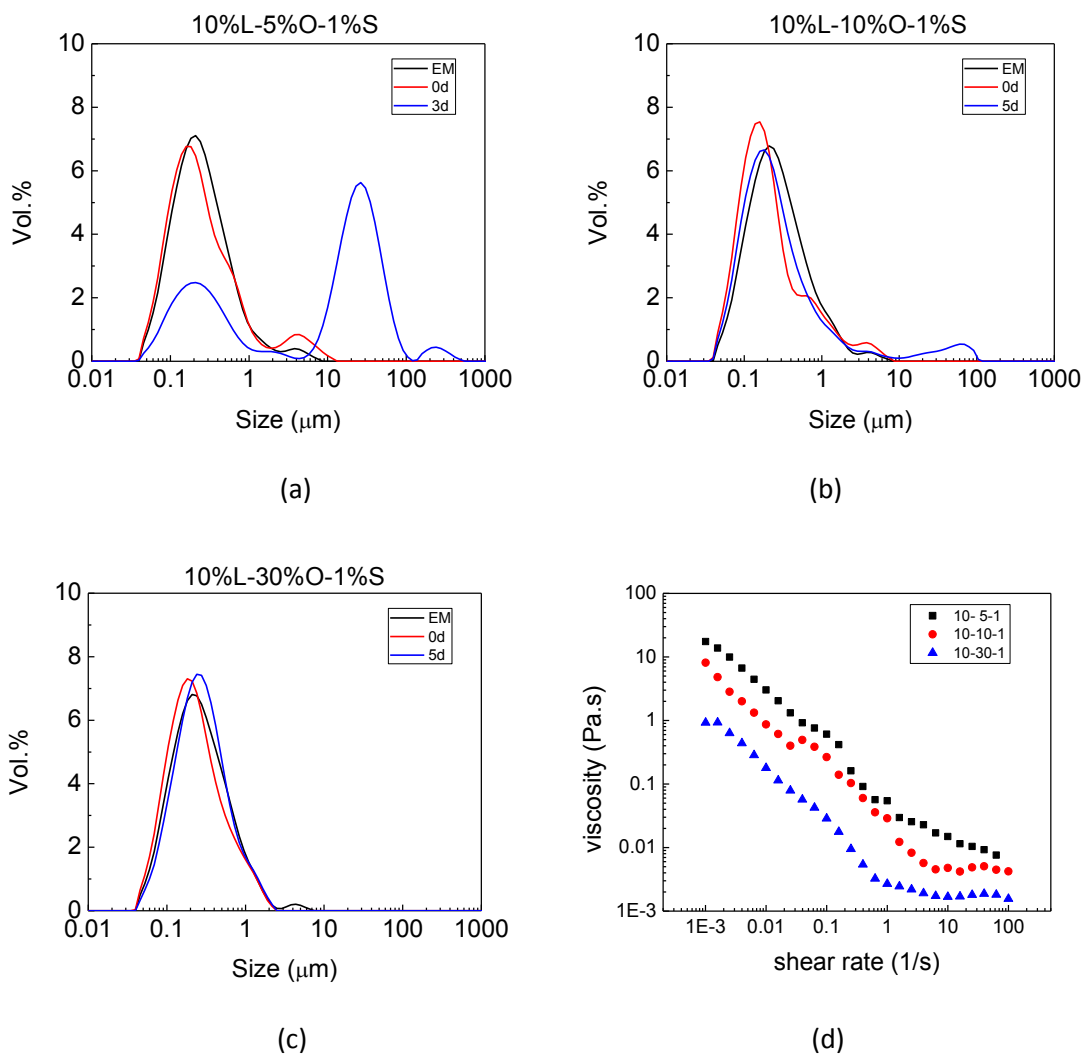 10%L-5%O-1%S
10
8
6
4
2
0
Vol.%
EM
0d
3d
0.01 0.1 1 10 100 1000
Size (μm)
(a)
10%L-10%O-1%S
10
8
6
4
2
0
Vol.%
EM
0d
5d
0.01 0.1 1 10 100 1000
Size (μm)
(b)
10%L-30%O-1%S
10
8
6
4
2
0
Vol.%
EM
0d
5d
0.01 0.1 1 10 100 1000
Size (μm)
(c)
100
10
1
0.1
0.01
1E-3
viscosity (Pa.s)
10- 5-1
10-10-1
10-30-1
1E-3 0.01 0.1 1 10 100
shear rate (1/s)
(d)